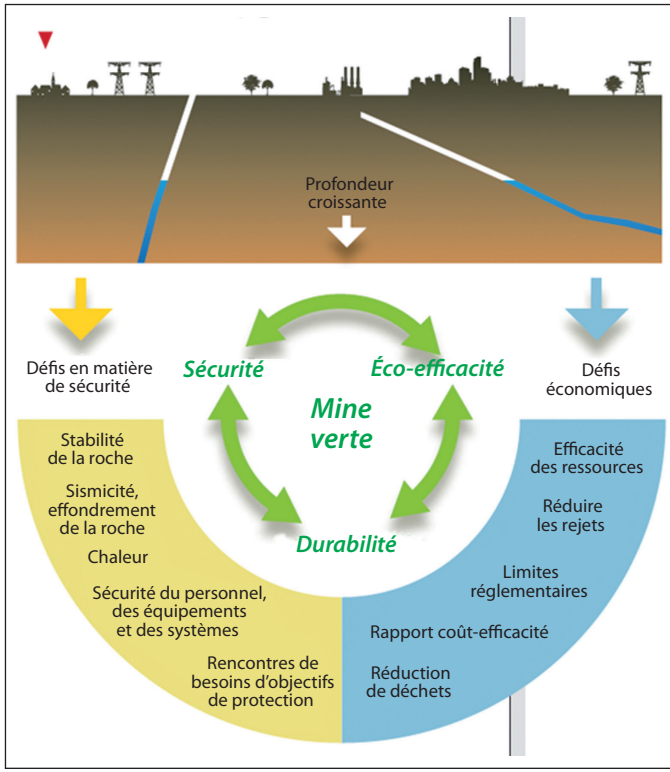 Profondeur
croissante
Défis en matière
de sécurité
Sécurité
Éco-efficacité
Défis
économiques
Mine
verte
Durabilité
Stabilité
de la roche
Sismicité,
effondrement
de la roche
Chaleur
Sécurité du personnel,
des équipements
et des systèmes
Rencontres de
besoins d’objectifs
de protection
Efficacité
des ressources
Réduire
les rejets
Limites
réglementaires
Rapport coût-efficacité
Réduction
de déchets